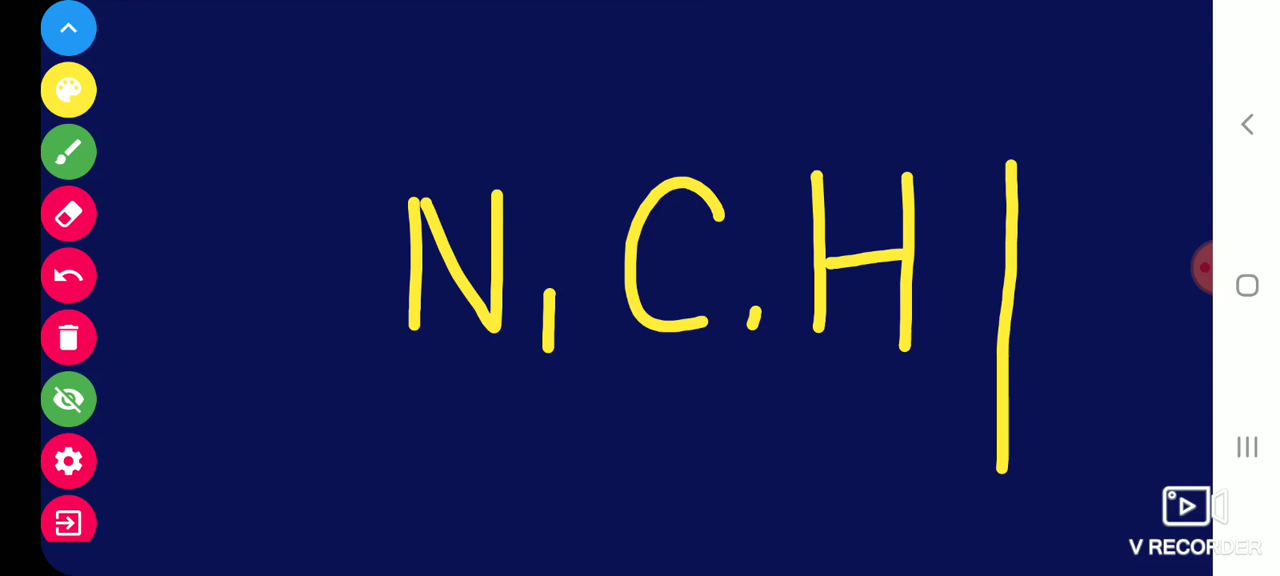 N, C . H |
V RECORDER